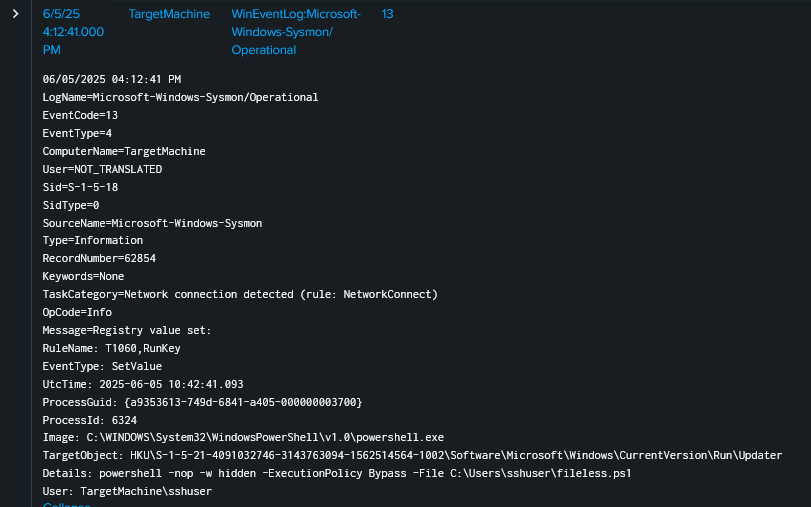 6/5/25 TargetMachine WinEventLog:Microsoft- 13
4:12:41.000 Windows-Sysmon/
PM Operational
06/05/2025 04:12:41 PM
LogName=Microsoft-Windows-Sysmon/Operational
EventCode=13
EventType=4
ComputerName=TargetMachine
User=NOT_TRANSLATED
Sid=S-1-5-18
SidType=0
SourceName=Microsoft-Windows-Sysmon
Type=Information
RecordNumber=62854
Keywords=None
TaskCategory=Network connection detected (rule: NetworkConnect)
OpCode=Info
Message=Registry value set:
RuleName: T1060,RunKey
EventType: SetValue
UtcTime: 2025-06-05 10:42:41.093
ProcessGuid: {a9353613-749d-6841-a405-000000003700}
ProcessId: 6324
Image: C:\WINDOWS\System32\WindowsPowerShell\v1.0\powershell.exe
TargetObject: HKU\S-1-5-21-4091032746-3143763094-1562514564-1002\Software\Microsoft\Windows\CurrentVersion\Run\Updater
Details: powershell -nop -w hidden -ExecutionPolicy Bypass -File C:\Users\sshuser\fileless.ps1
User: TargetMachine\sshuser
Collapse